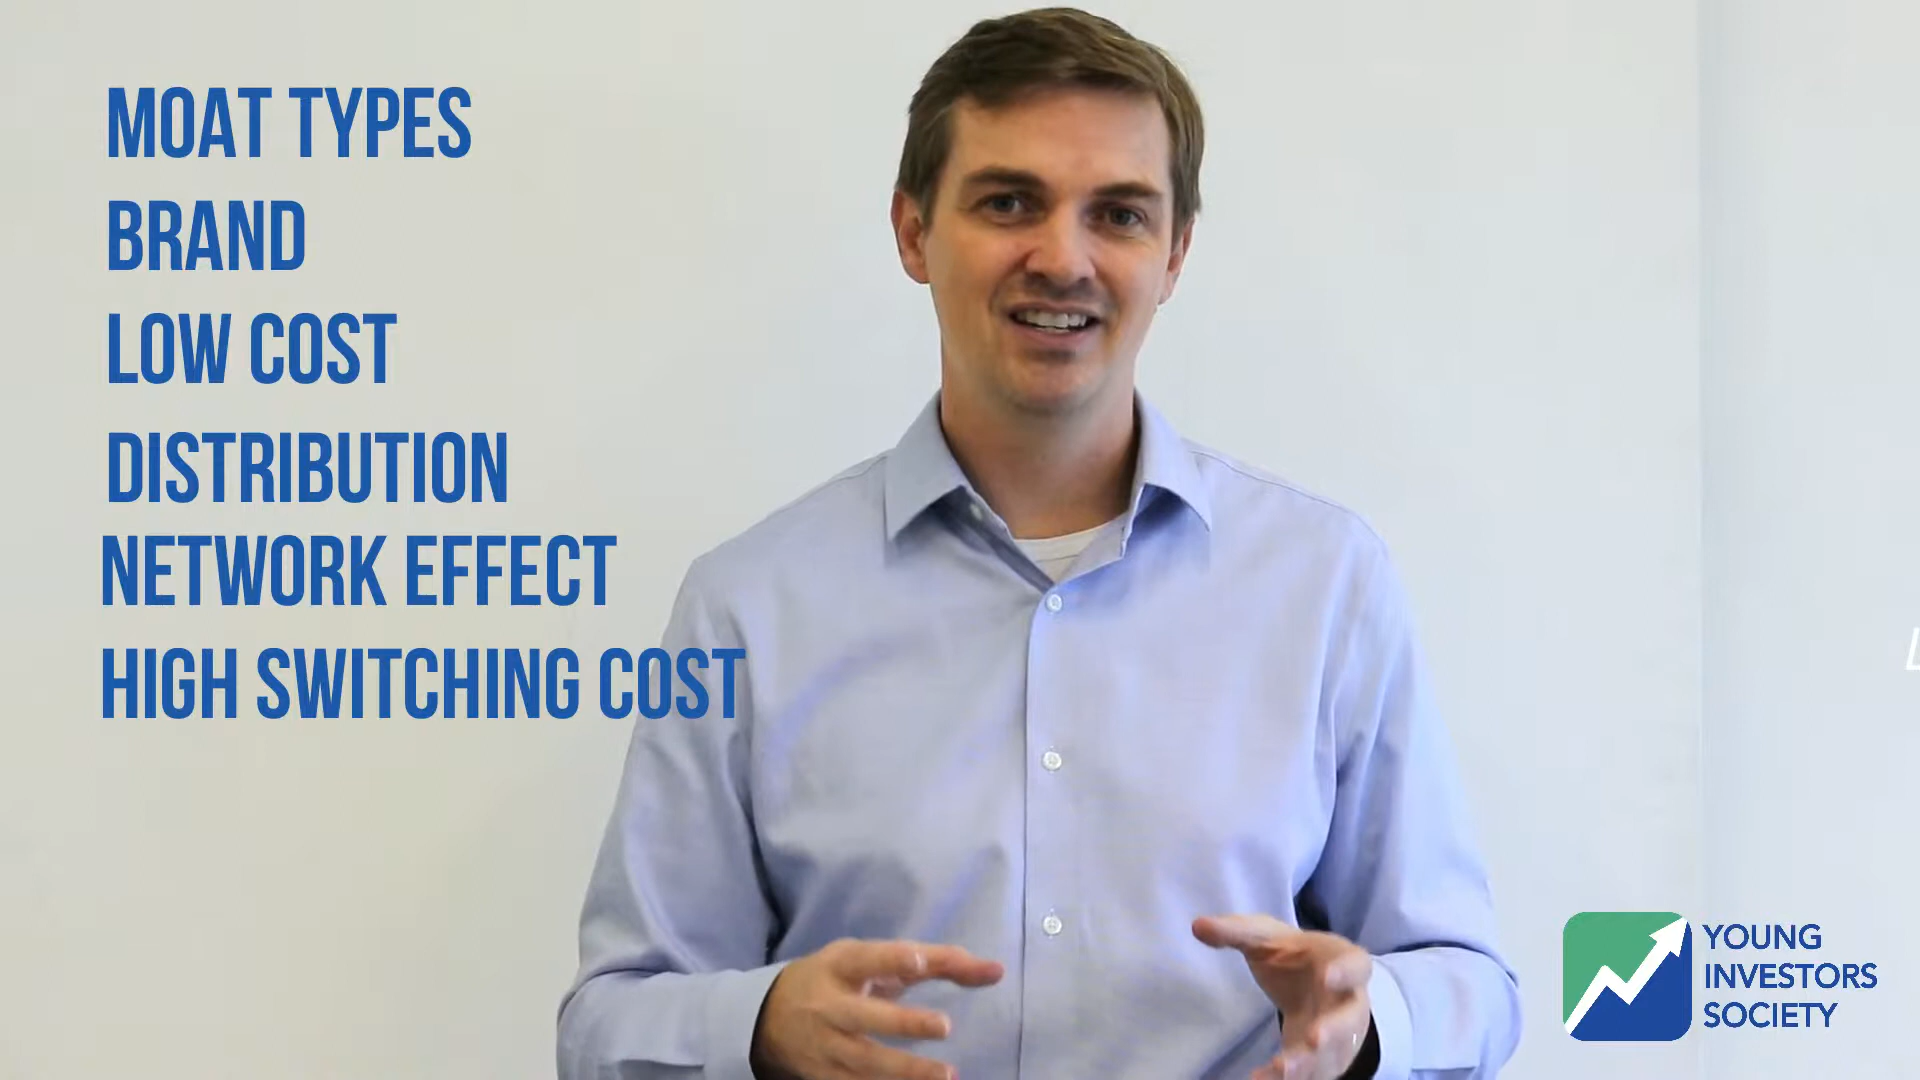 MOAT TYPES
BRAND
LOW COST
DISTRIBUTION
NETWORK EFFECT
HIGH SWITCHING COST
YOUNG
INVESTORS
SOCIETY